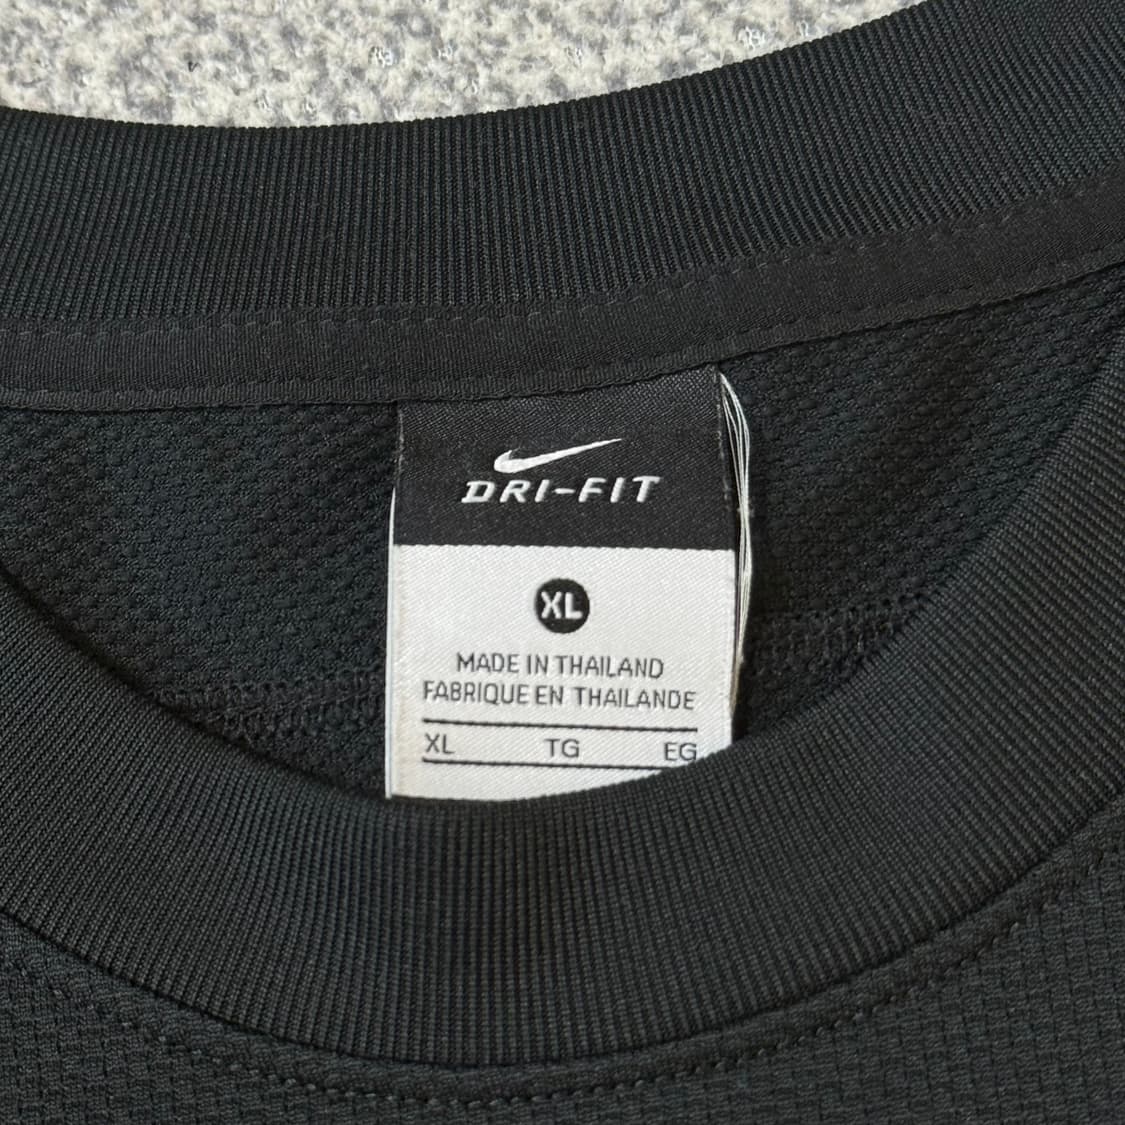 DRI-FIT
XL
MADE IN THAILAND
FABRIQUE EN THAILANDE
XL TG EG